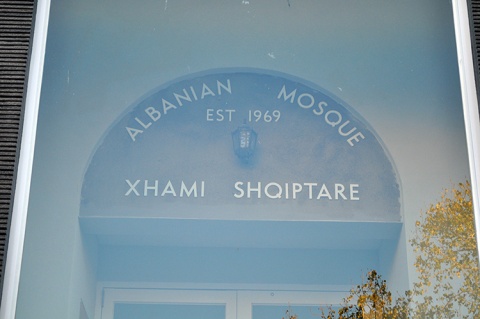 ALBANIAN MOSQUE
EST 1969
XHAMI SHQIPTARE